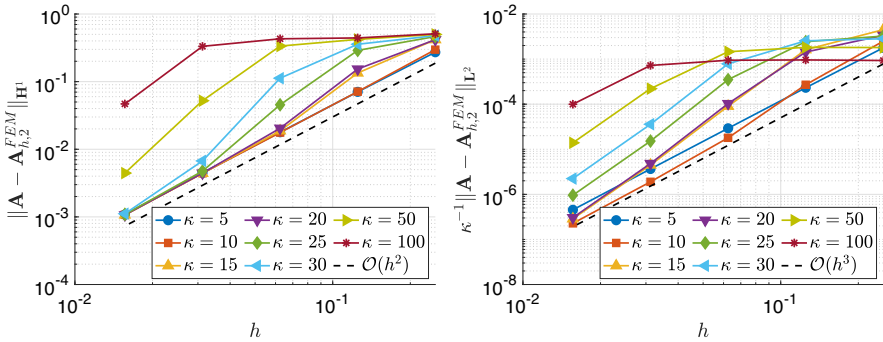 10^0
10^-1
10^-2
10^-3
10^-4
10^-2
10^-1
h
‖A − A^{FEM}_{h,2}‖_{H^1}
κ = 5
κ = 10
κ = 15
κ = 20
κ = 25
κ = 30
κ = 50
κ = 100
O(h^2)
10^-2
10^-4
10^-6
10^-8
10^-2
10^-1
h
κ^{-1}‖A − A^{FEM}_{h,2}‖_{L^2}
κ = 5
κ = 10
κ = 15
κ = 20
κ = 25
κ = 30
κ = 50
κ = 100
O(h^3)